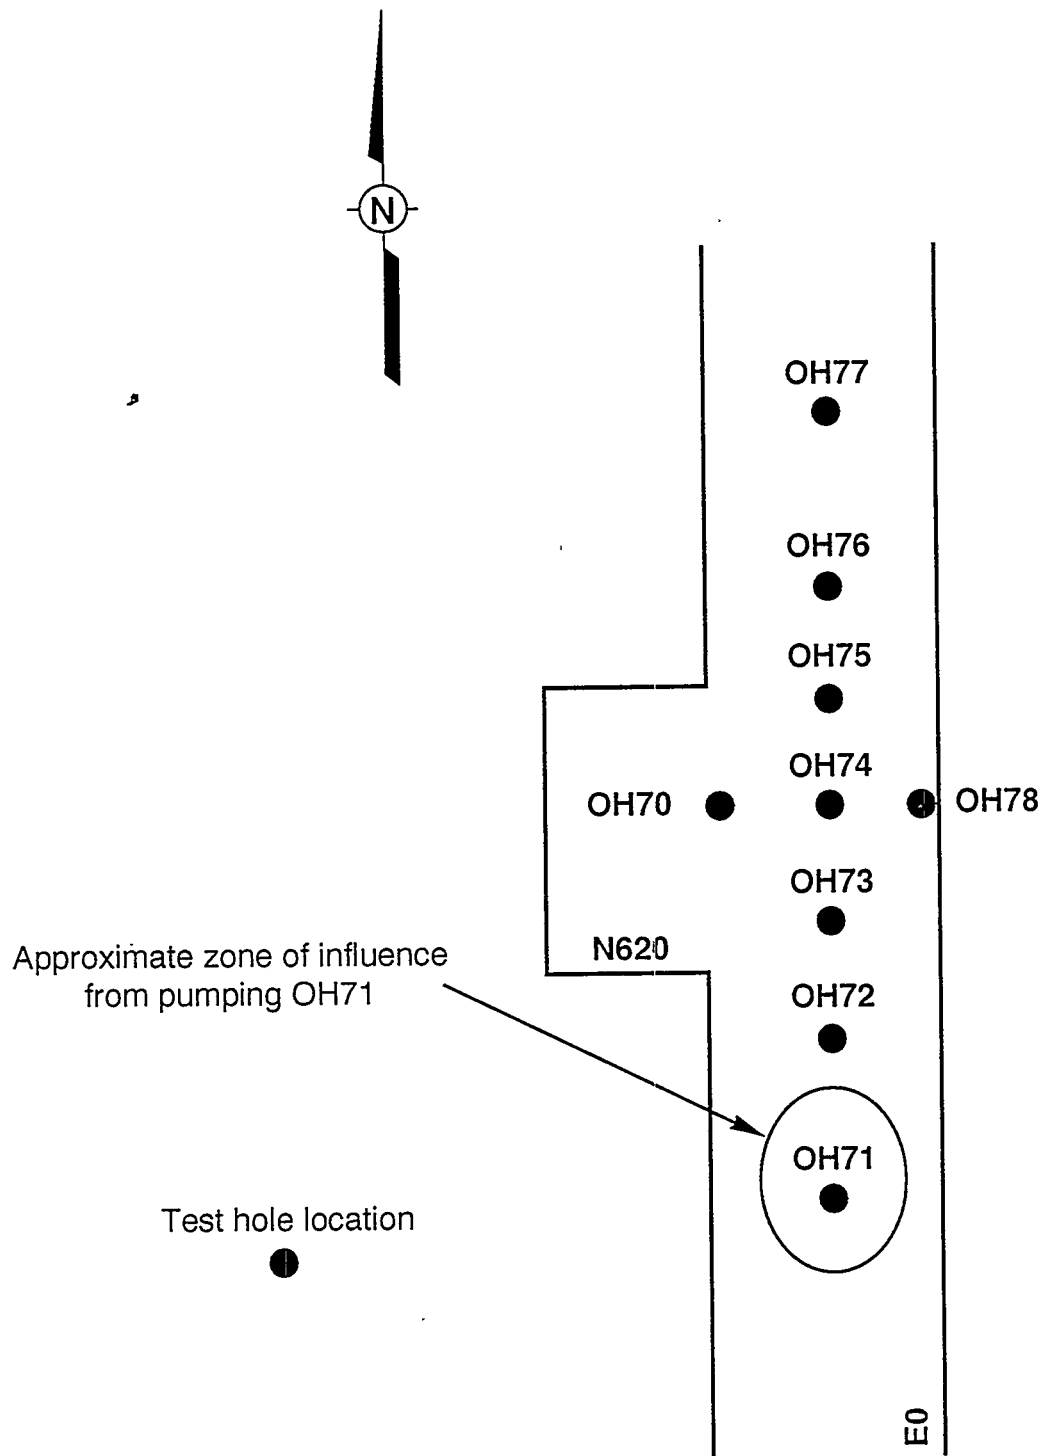 N
OH77
OH76
OH75
OH74
OH70
OH78
OH73
N620
Approximate zone of influence
from pumping OH71
OH72
OH71
Test hole location
E0